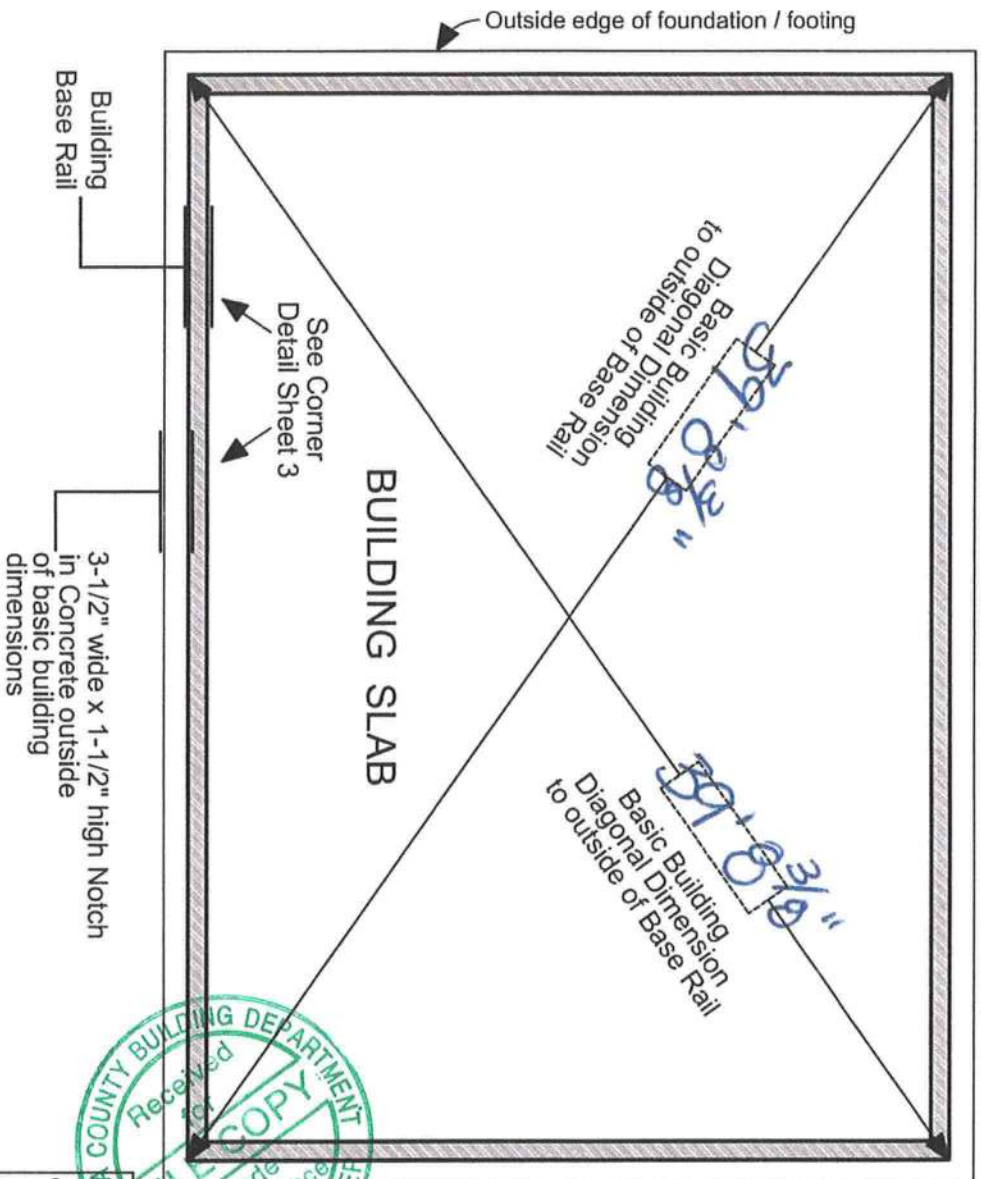 Outside edge of foundation / footing
Building
Base Rail
See Corner
Detail Sheet 3
3-1/2" wide x 1-1/2" high Notch
in Concrete outside
of basic building
dimensions
BUILDING SLAB
39' 8 3/8"
Basic Building
Diagonal Dimension
to outside of Base Rail
39' 8 3/8"
Basic Building
Diagonal Dimension
to outside of Base Rail
COUNTY BUILDING DEPARTMENT
Received
for
COPY